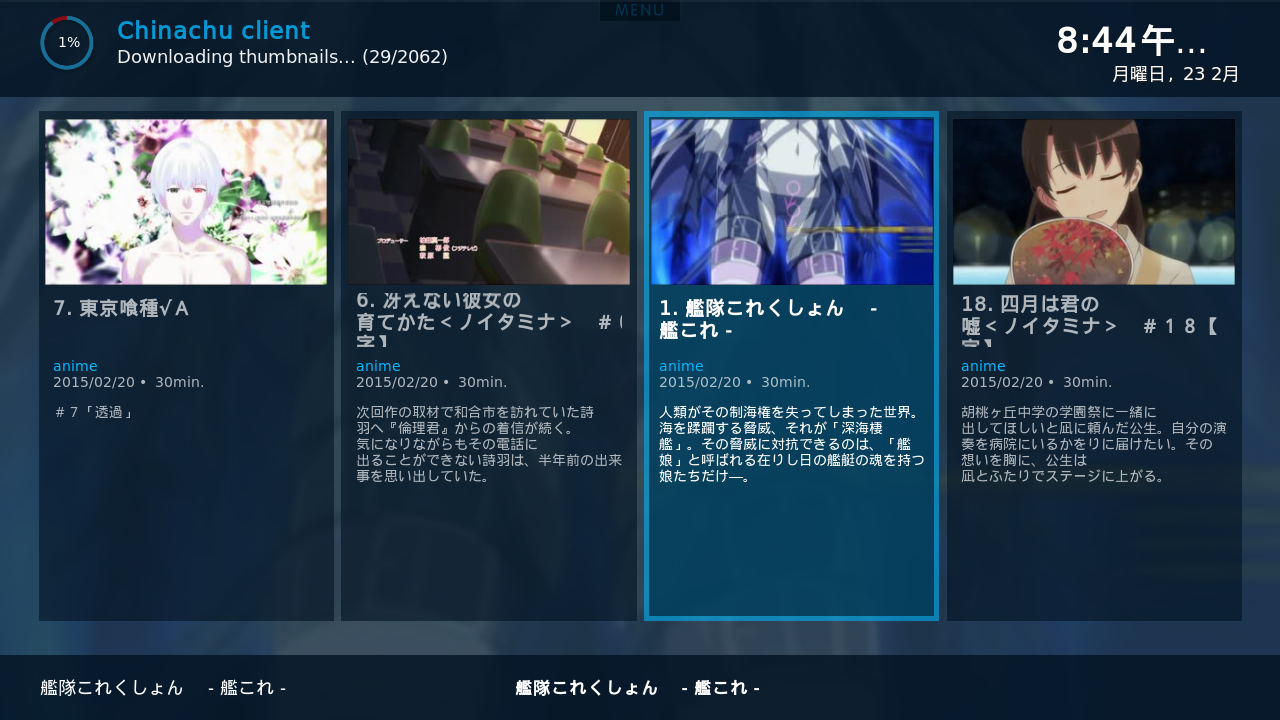 MENU
1%
Chinachu client
Downloading thumbnails... (29/2062)
8:44午...
月曜日, 23 2月
7. 東京喰種√A
anime
2015/02/20 • 30min.
#7「透過」
プロデューサー
6. 冴えない彼女の
育てかた<ノイタミナ> #
字】
anime
2015/02/20 • 30min.
次回作の取材で和合市を訪れていた詩
羽へ『倫理君』からの着信が続く。
気になりながらもその電話に
出ることができない詩羽は、半年前の出来
事を思い出していた。
1. 艦隊これくしょん -
艦これ -
anime
2015/02/20 • 30min.
人類がその制海権を失ってしまった世界。
海を蹂躙する脅威、それが「深海棲
艦」。その脅威に対抗できるのは、「艦
娘」と呼ばれる在りし日の艦艇の魂を持つ
娘たちだけ―。
18. 四月は君の
嘘<ノイタミナ> #18【
字】
anime
2015/02/20 • 30min.
胡桃ヶ丘中学の学園祭に一緒に
出してほしいと凪に頼んだ公生。自分の演
奏を病院にいるかをりに届けたい。その
想いを胸に、公生は
凪とふたりでステージに上がる。
艦隊これくしょん - 艦これ -
艦隊これくしょん - 艦これ -